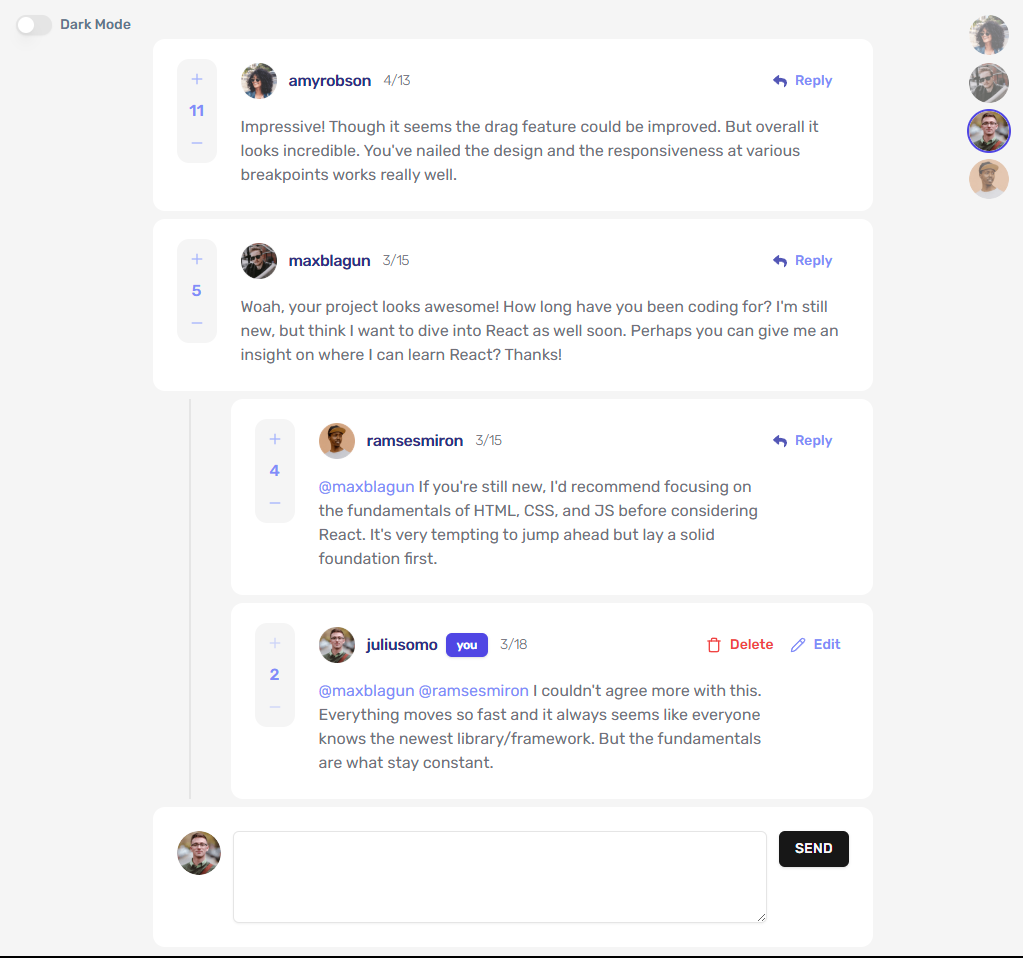 Dark Mode
+
11
−
amyrobson 4/13
Reply
Impressive! Though it seems the drag feature could be improved. But overall it
looks incredible. You've nailed the design and the responsiveness at various
breakpoints works really well.
+
5
−
maxblagun 3/15
Reply
Woah, your project looks awesome! How long have you been coding for? I'm still
new, but think I want to dive into React as well soon. Perhaps you can give me an
insight on where I can learn React? Thanks!
+
4
−
ramsesmiron 3/15
Reply
@maxblagun If you're still new, I'd recommend focusing on
the fundamentals of HTML, CSS, and JS before considering
React. It's very tempting to jump ahead but lay a solid
foundation first.
+
2
−
juliusomo you 3/18
Delete Edit
@maxblagun @ramsesmiron I couldn't agree more with this.
Everything moves so fast and it always seems like everyone
knows the newest library/framework. But the fundamentals
are what stay constant.
SEND